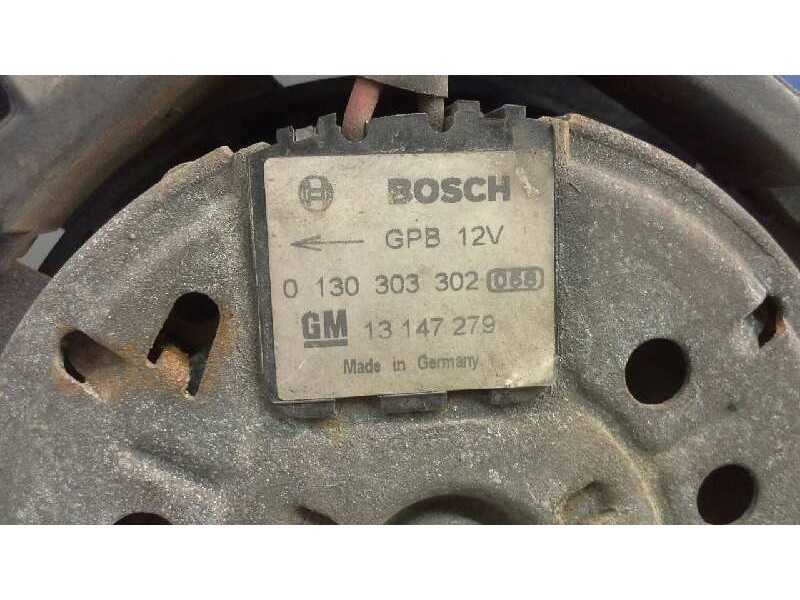 BOSCH
GPB 12V
0 130 303 302
GM 13 147 279
Made in Germany